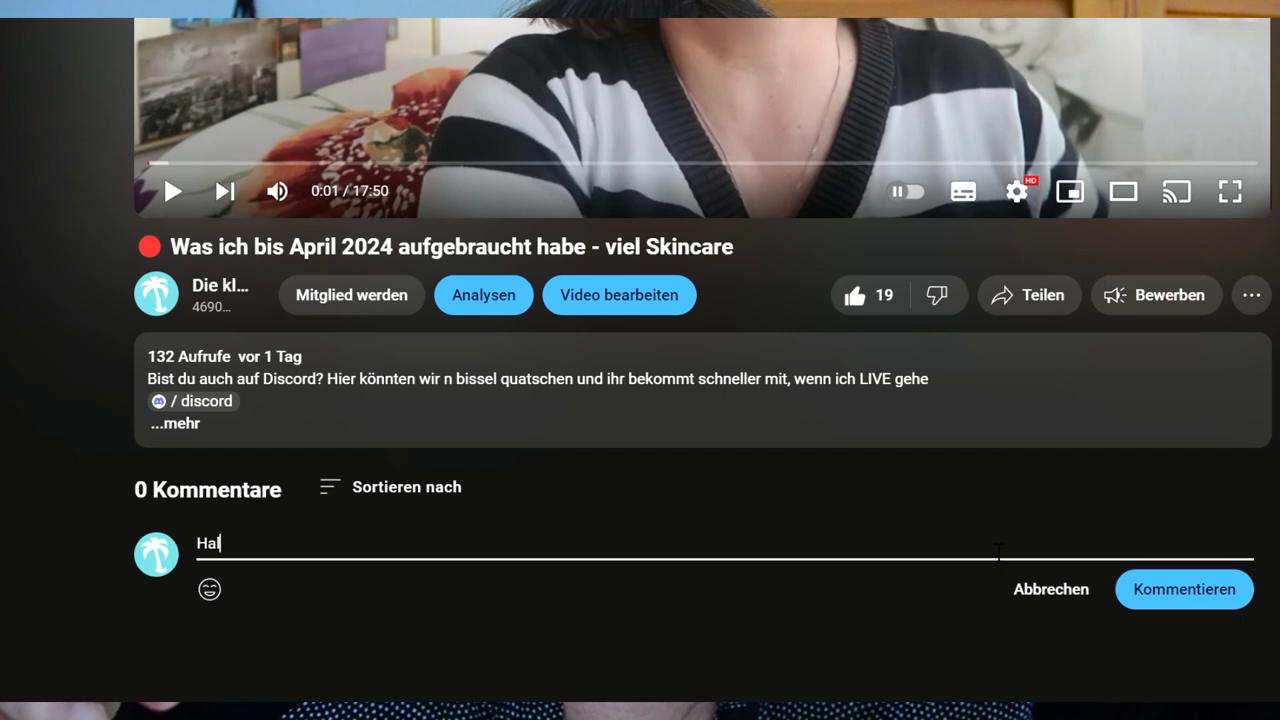 0:01 / 17:50
HD
Was ich bis April 2024 aufgebraucht habe - viel Skincare
Die kl...
4690...
Mitglied werden
Analysen
Video bearbeiten
19
Teilen
Bewerben
132 Aufrufe vor 1 Tag
Bist du auch auf Discord? Hier könnten wir n bissel quatschen und ihr bekommt schneller mit, wenn ich LIVE gehe
/ discord
...mehr
0 Kommentare
Sortieren nach
Hal
Abbrechen
Kommentieren